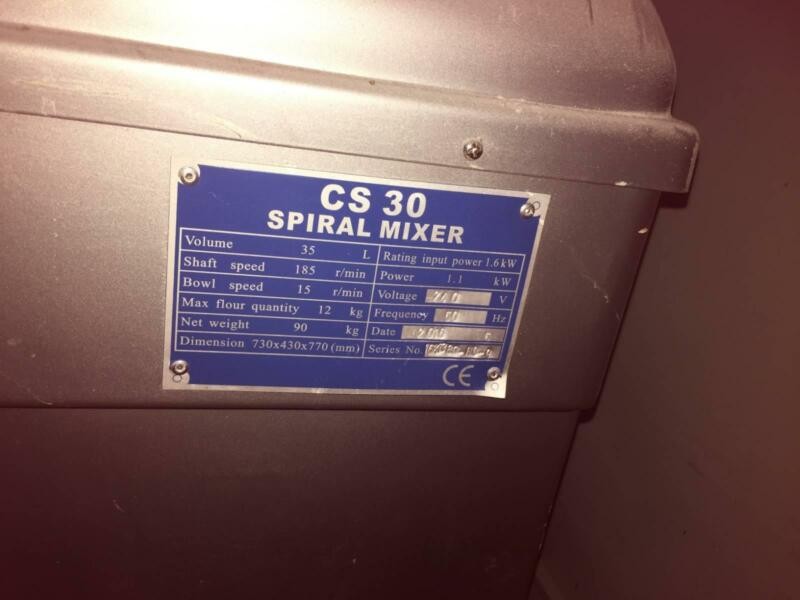 CS 30
SPIRAL MIXER
Volume 35 L
Shaft speed 185 r/min
Bowl speed 15 r/min
Max flour quantity 12 kg
Net weight 90 kg
Dimension 730x430x770 (mm)
Rating input power 1.6kW
Power 1.1 kW
Voltage 240 V
Frequency Hz
Date
Series No.
CE